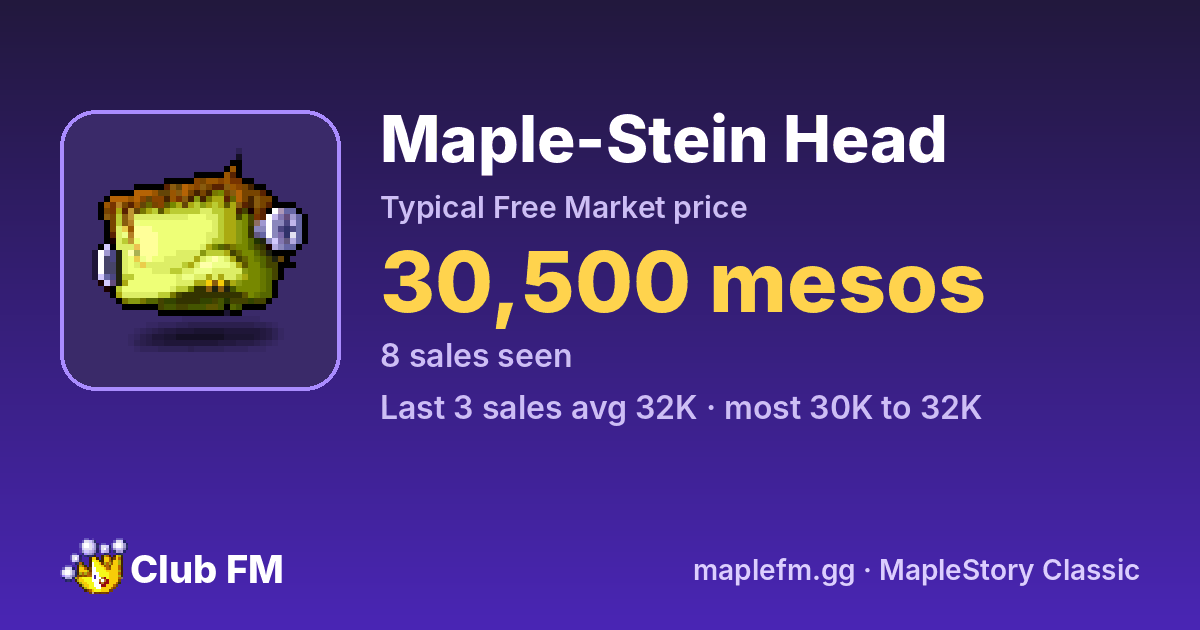 Maple-Stein Head
Typical Free Market price
30,500 mesos
8 sales seen
Last 3 sales avg 32K · most 30K to 32K
Club FM
maplefm.gg · MapleStory Classic